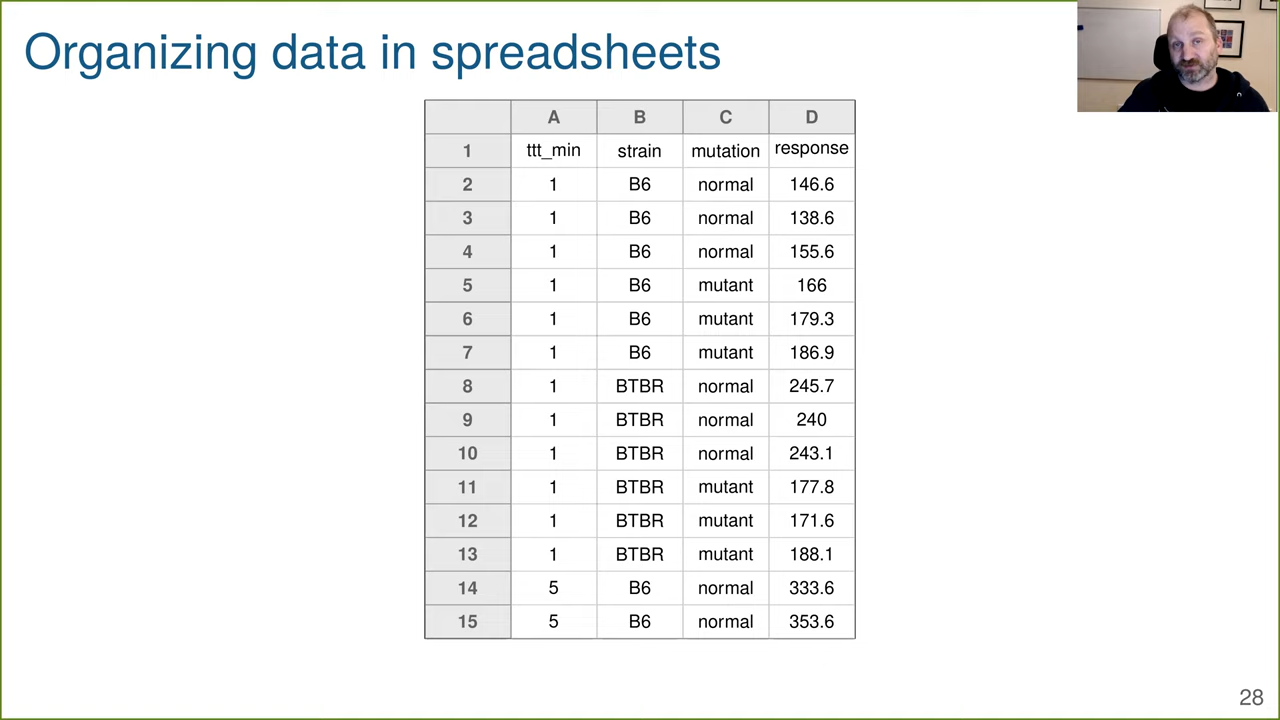 Organizing data in spreadsheets
A B C D
1 ttt_min strain mutation response
2 1 B6 normal 146.6
3 1 B6 normal 138.6
4 1 B6 normal 155.6
5 1 B6 mutant 166
6 1 B6 mutant 179.3
7 1 B6 mutant 186.9
8 1 BTBR normal 245.7
9 1 BTBR normal 240
10 1 BTBR normal 243.1
11 1 BTBR mutant 177.8
12 1 BTBR mutant 171.6
13 1 BTBR mutant 188.1
14 5 B6 normal 333.6
15 5 B6 normal 353.6
28